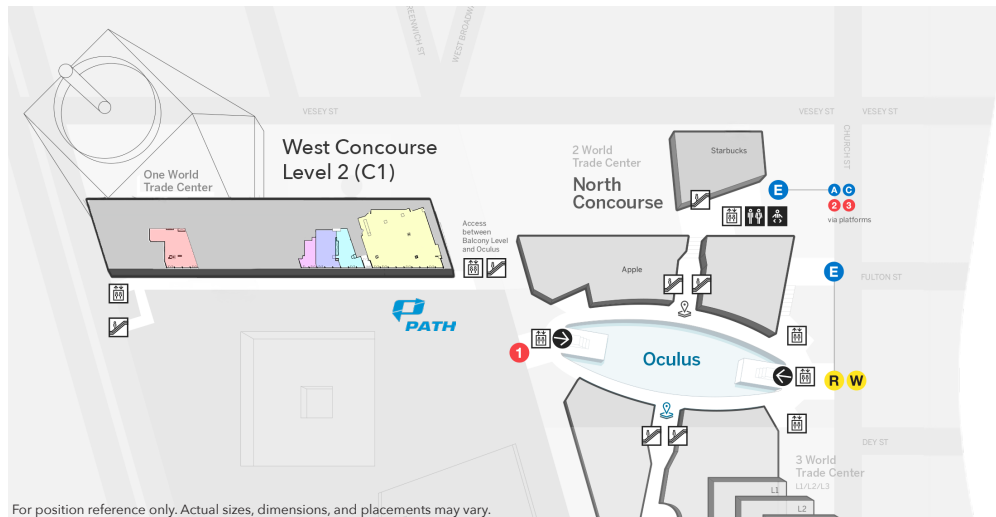 GREENWICH ST
WEST BROADWAY
VESEY ST
VESEY ST
VESEY ST
CHURCH ST
West Concourse
Level 2 (C1)
One World
Trade Center
2 World
Trade Center
North
Concourse
Starbucks
E
A C
2 3
via platforms
Access
between
Balcony Level
and Oculus
Apple
E
FULTON ST
PATH
1
Oculus
R W
DEY ST
3 World
Trade Center
L1/L2/L3
L1
L2
For position reference only. Actual sizes, dimensions, and placements may vary.